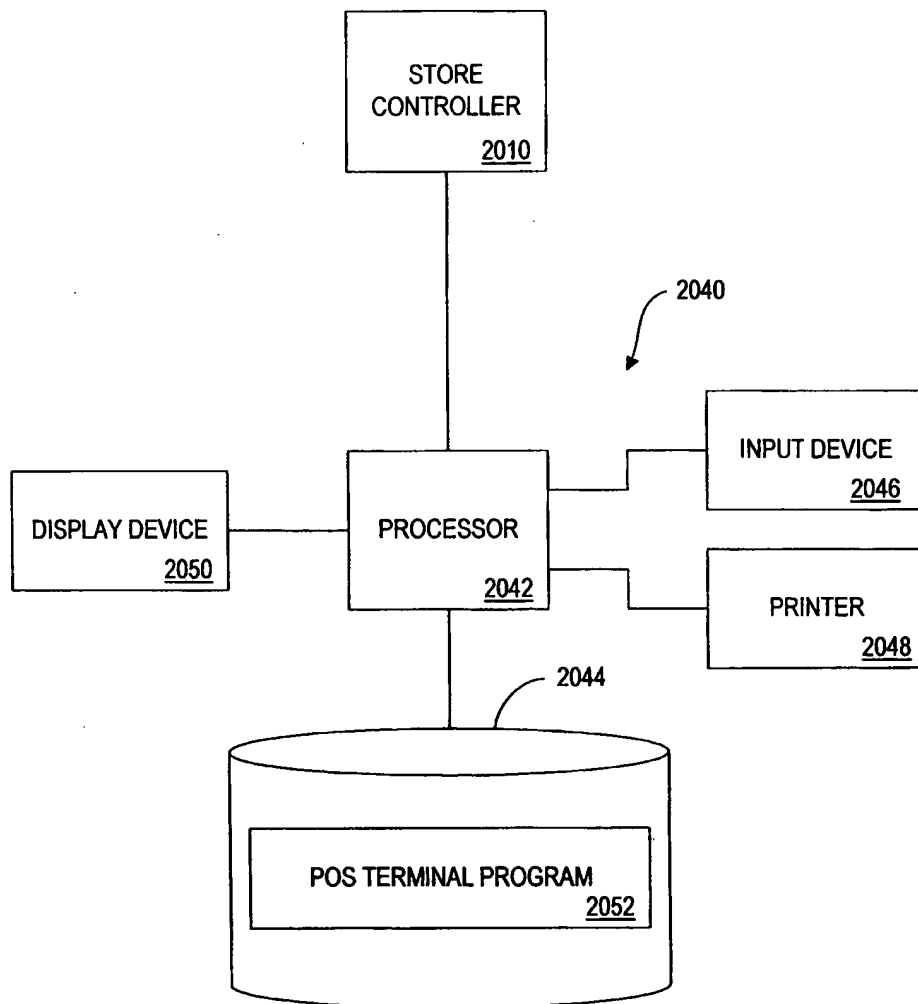 STORE
CONTROLLER
2010
2040
INPUT DEVICE
2046
DISPLAY DEVICE
2050
PROCESSOR
2042
PRINTER
2048
2044
POS TERMINAL PROGRAM
2052